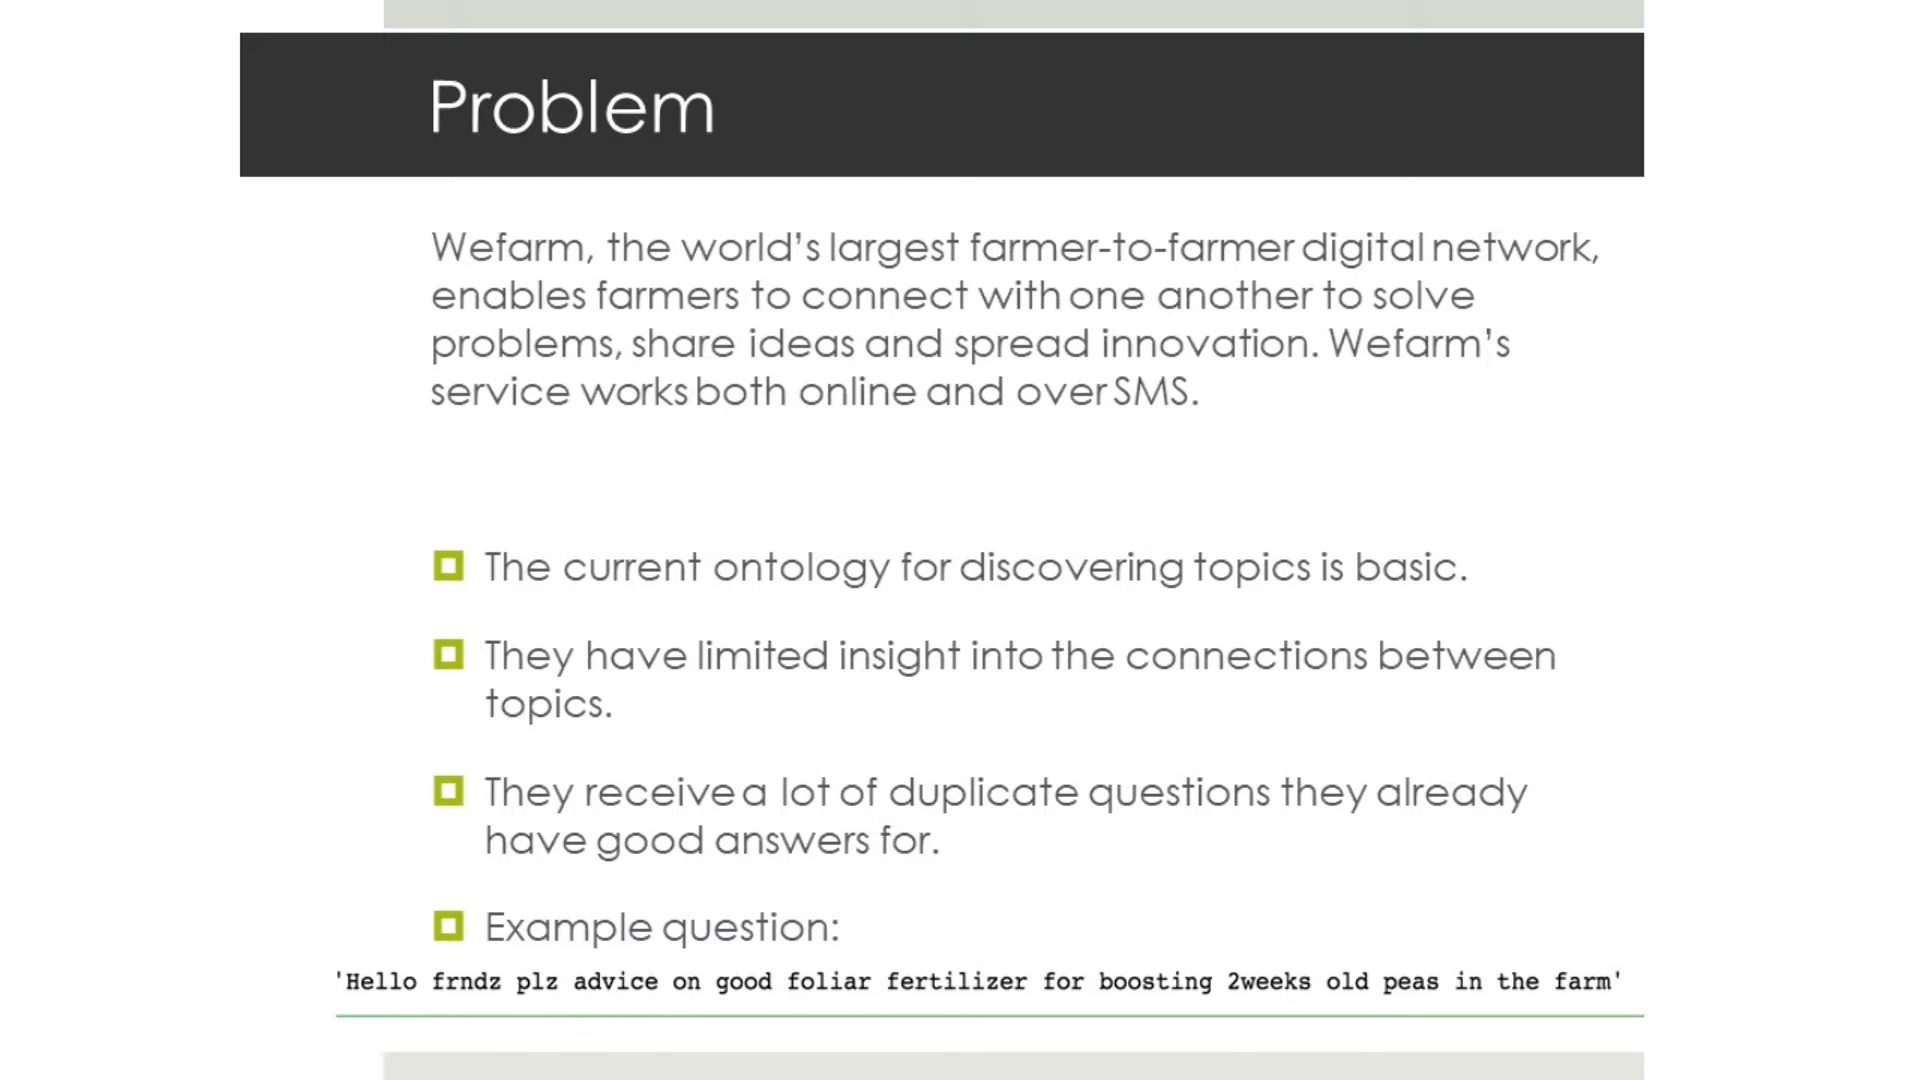 Problem
Wefarm, the world's largest farmer-to-farmer digital network,
enables farmers to connect with one another to solve
problems, share ideas and spread innovation. Wefarm's
service works both online and over SMS.
The current ontology for discovering topics is basic.
They have limited insight into the connections between
topics.
They receive a lot of duplicate questions they already
have good answers for.
Example question:
'Hello frndz plz advice on good foliar fertilizer for boosting 2weeks old peas in the farm'